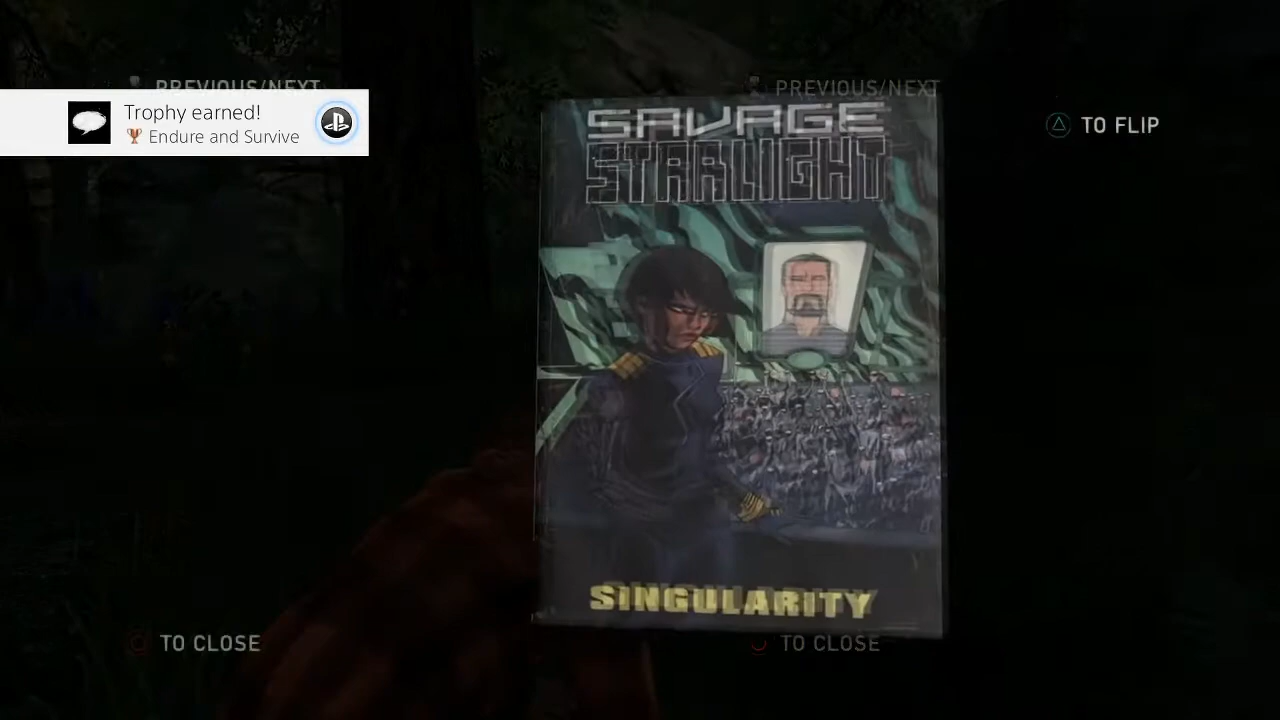 PREVIOUS/NEXT
PREVIOUS/NEXT
Trophy earned!
Endure and Survive
TO FLIP
SAVAGE
STARLIGHT
SINGULARITY
TO CLOSE
TO CLOSE